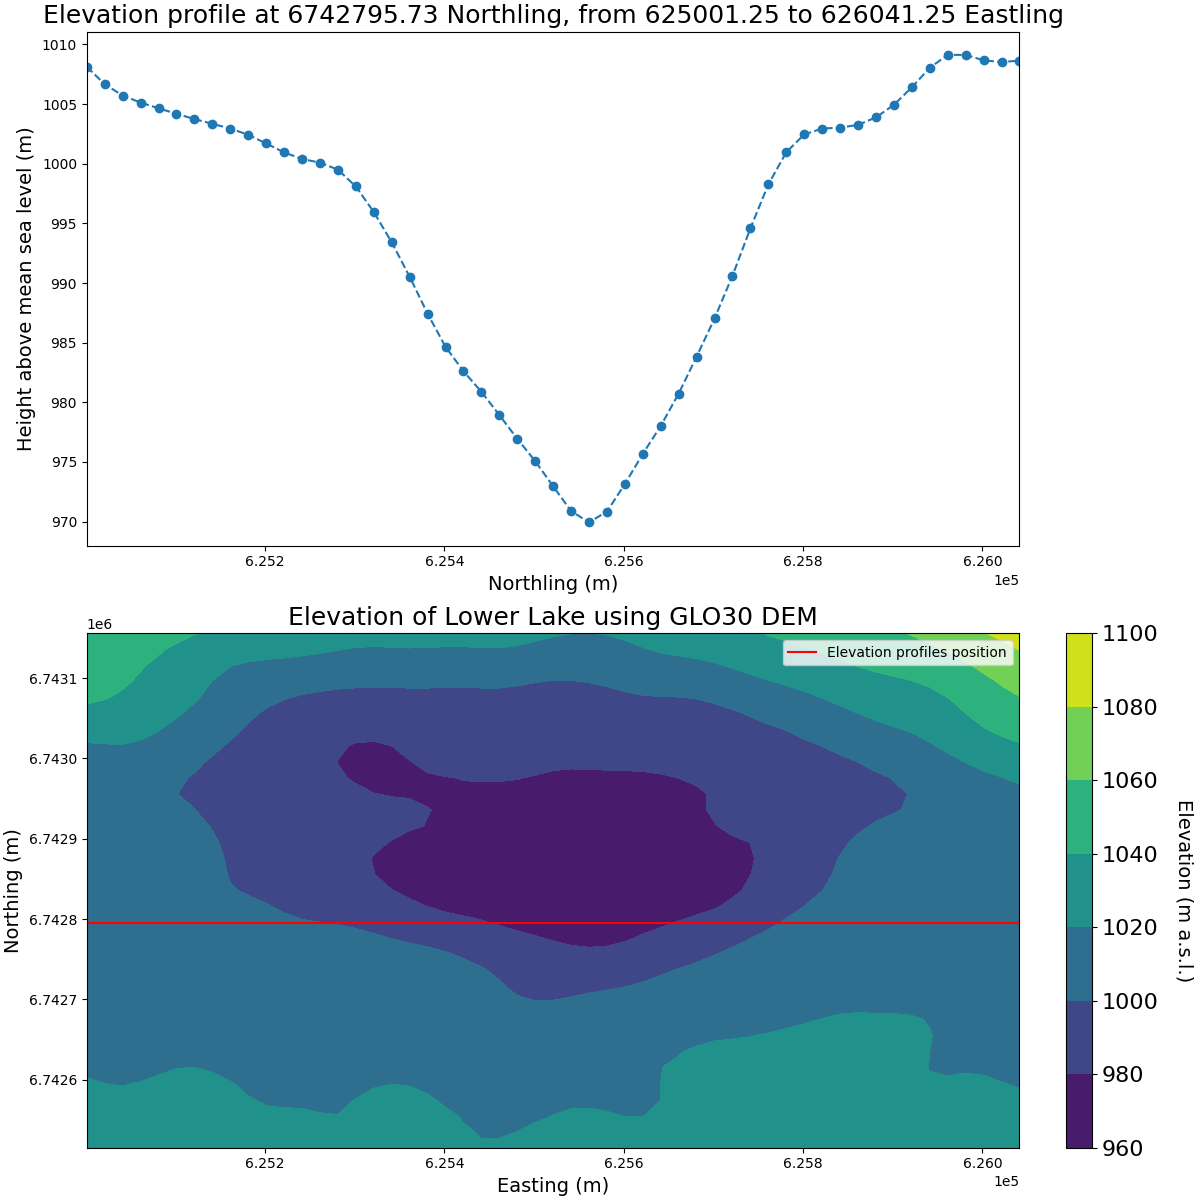 Elevation profile at 6742795.73 Northling, from 625001.25 to 626041.25 Eastling
Height above mean sea level (m)
1010
1005
1000
995
990
985
980
975
970
6.252 6.254 6.256 6.258 6.260
1e5
Northling (m)
Elevation of Lower Lake using GLO30 DEM
1e6
Elevation profiles position
Northing (m)
6.7431
6.7430
6.7429
6.7428
6.7427
6.7426
6.252 6.254 6.256 6.258 6.260
1e5
Easting (m)
1100
1080
1060
1040
1020
1000
980
960
Elevation (m a.s.l.)